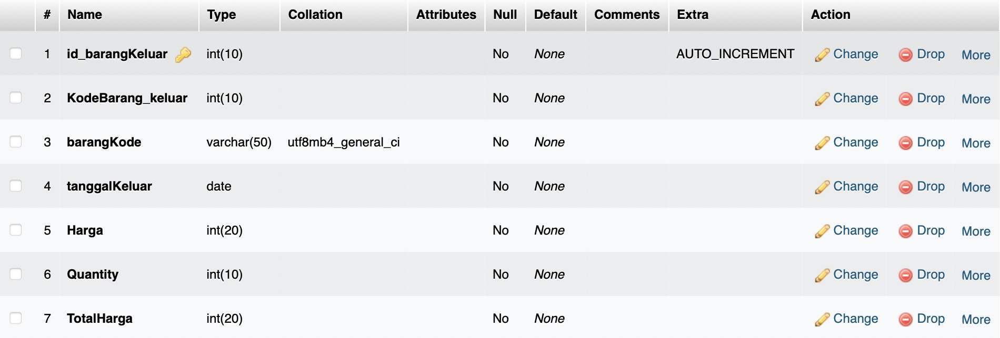 # Name Type Collation Attributes Null Default Comments Extra Action
1 id_barangKeluar int(10) No None AUTO_INCREMENT Change Drop More
2 KodeBarang_keluar int(10) No None Change Drop More
3 barangKode varchar(50) utf8mb4_general_ci No None Change Drop More
4 tanggalKeluar date No None Change Drop More
5 Harga int(20) No None Change Drop More
6 Quantity int(10) No None Change Drop More
7 TotalHarga int(20) No None Change Drop More